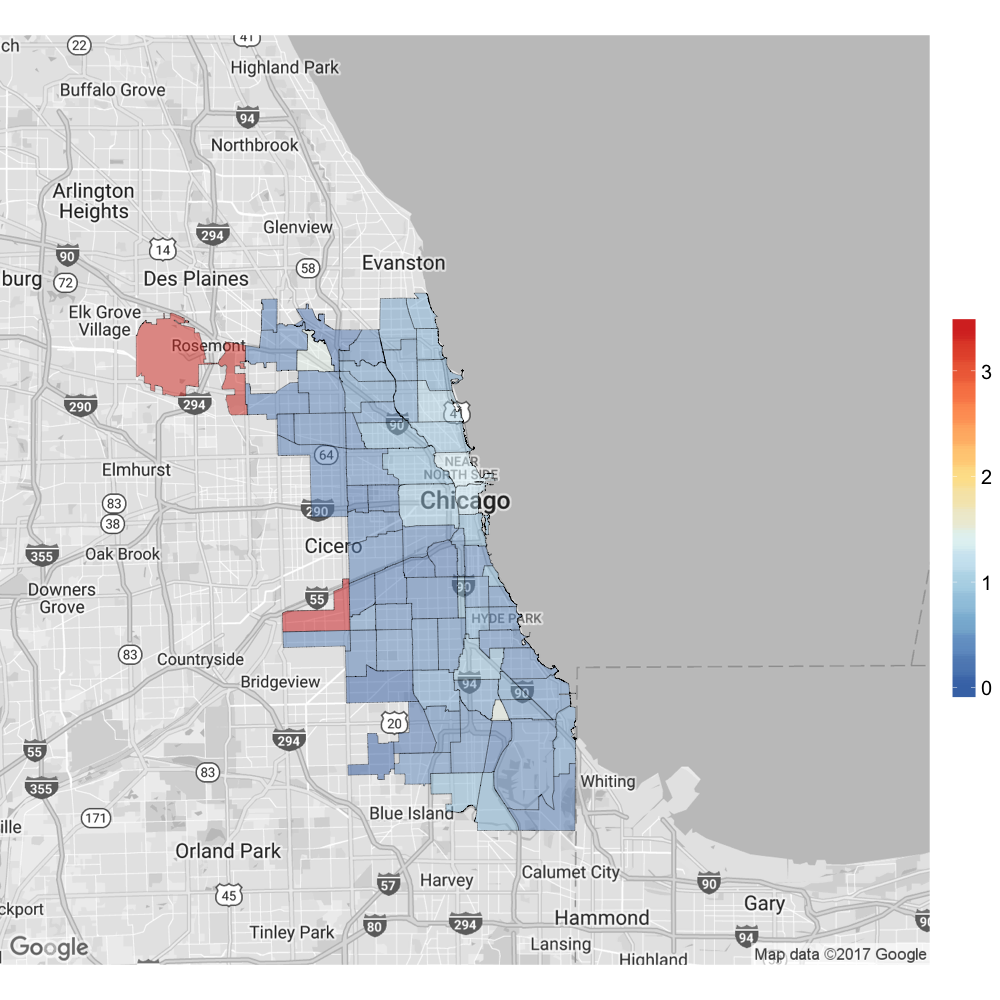 ch
22
41
Highland Park
Buffalo Grove
94
Northbrook
Arlington
Heights
294
Glenview
90
14
58
Evanston
burg
72
Des Plaines
Elk Grove
Village
Rosemont
290
294
41
90
64
NEAR
NORTH SIDE
Elmhurst
83
38
290
Chicago
Cicero
355
Oak Brook
Downers
Grove
55
90
HYDE PARK
83
Countryside
Bridgeview
94
90
20
294
55
83
355
Whiting
171
Blue Island
ille
Orland Park
57
Harvey
Calumet City
90
45
Gary
ckport
80
294
Hammond
Tinley Park
94
90
Lansing
Highland
Google
Map data ©2017 Google
3
2
1
0